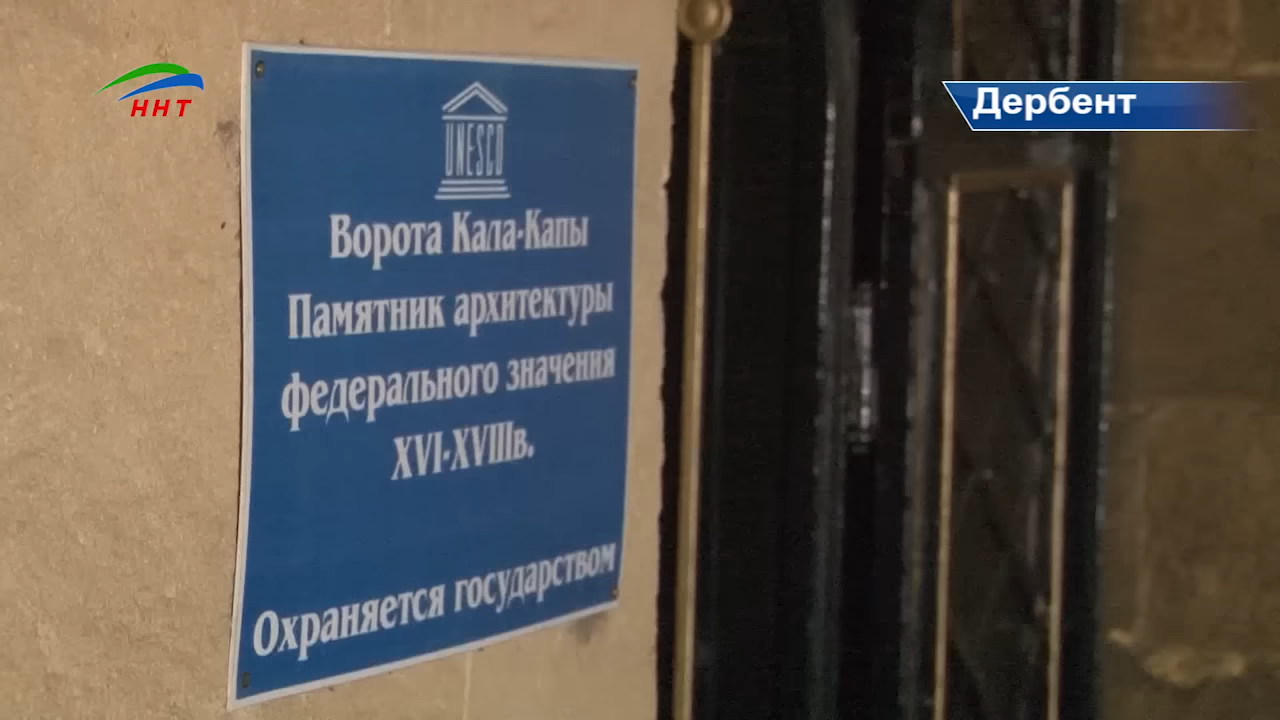 ННТ
Дербент
UNESCO
Ворота Кала-Капы
Памятник архитектуры
федерального значения
XVI-XVIIIв.
Охраняется государством